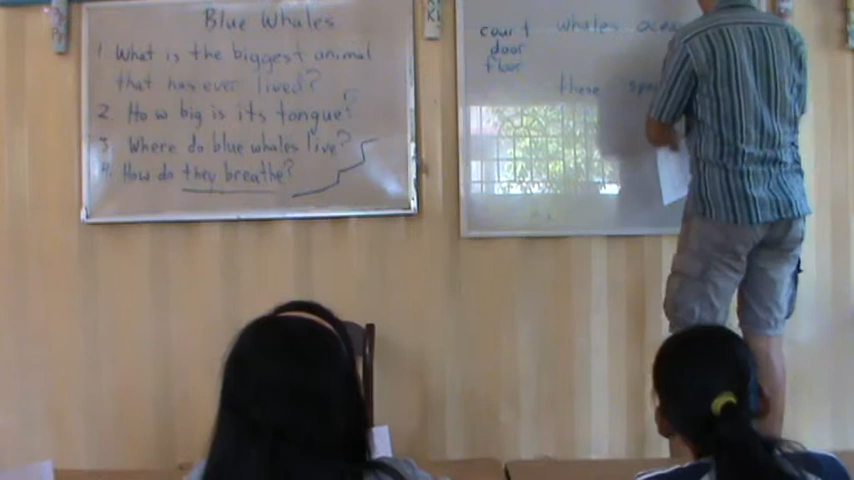 Blue Whales
1. What is the biggest animal
that has ever lived?
2. How big is its tongue?
3. Where do blue whales live?
4. How do they breathe?
court whales
door
floor
these